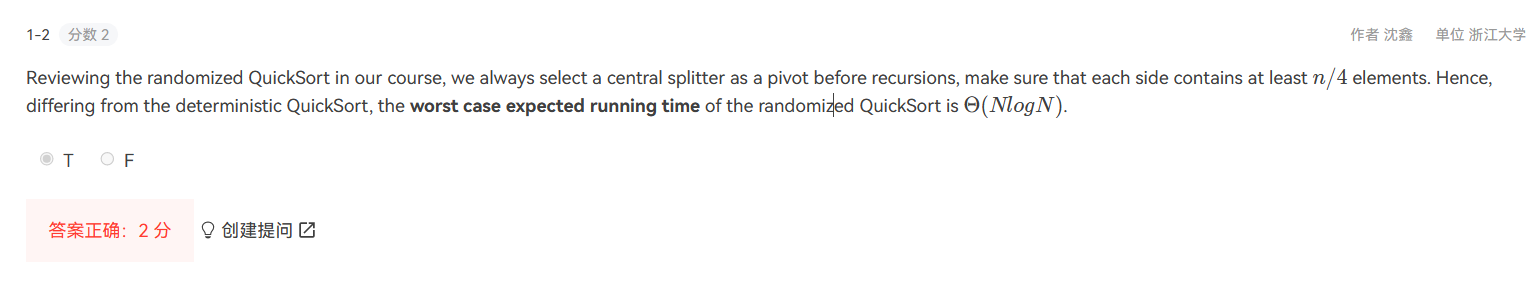 1-2 分数 2 作者 沈鑫 单位 浙江大学
Reviewing the randomized QuickSort in our course, we always select a central splitter as a pivot before recursions, make sure that each side contains at least n/4 elements. Hence,
differing from the deterministic QuickSort, the worst case expected running time of the randomized QuickSort is Θ(NlogN).
T F
答案正确：2 分 创建提问